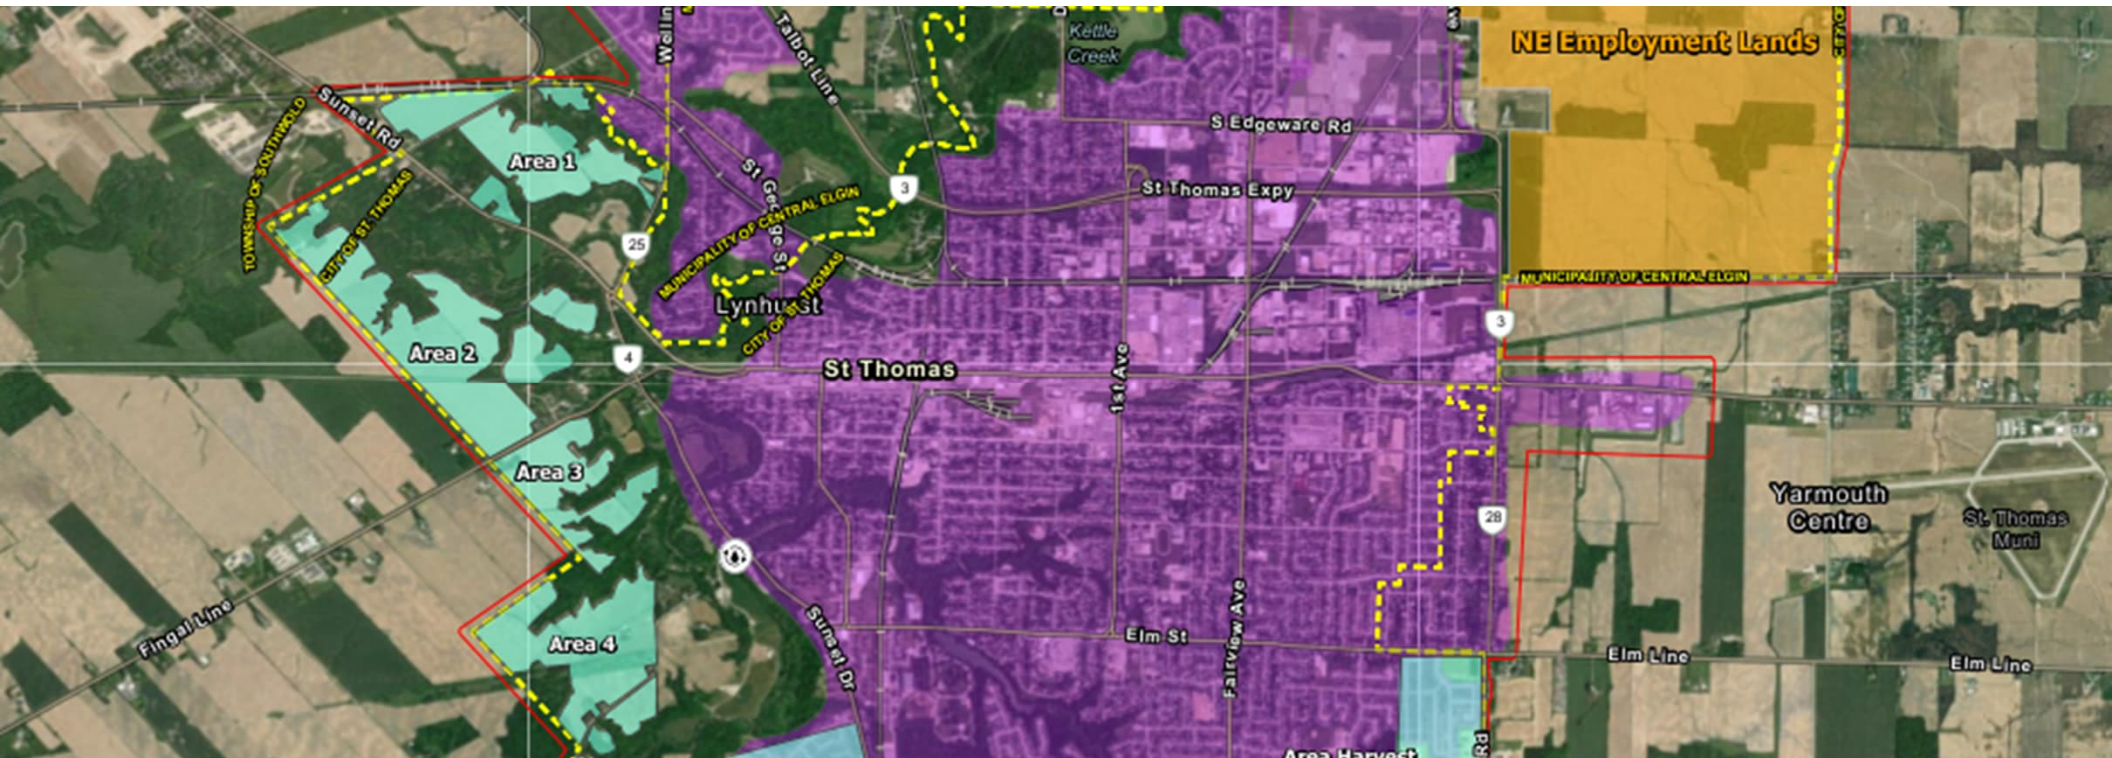 Wellin
Talbot Line
Kettle
Creek
NE Employment Lands
CITY OF
Sunset Rd
TOWNSHIP OF SOUTHWOLD
CITY OF ST. THOMAS
Area 1
St George St
S Edgeware Rd
3
St Thomas Expy
25
MUNICIPALITY OF CENTRAL ELGIN
CITY OF ST. THOMAS
Lynhurst
MUNICIPALITY OF CENTRAL ELGIN
3
Area 2
4
St Thomas
1st Ave
Area 3
28
Yarmouth
Centre
St. Thomas
Muni
Fingal Line
Area 4
Sunset Dr
Elm St
Fairview Ave
Elm Line
Elm Line
Area Harvest
Rd